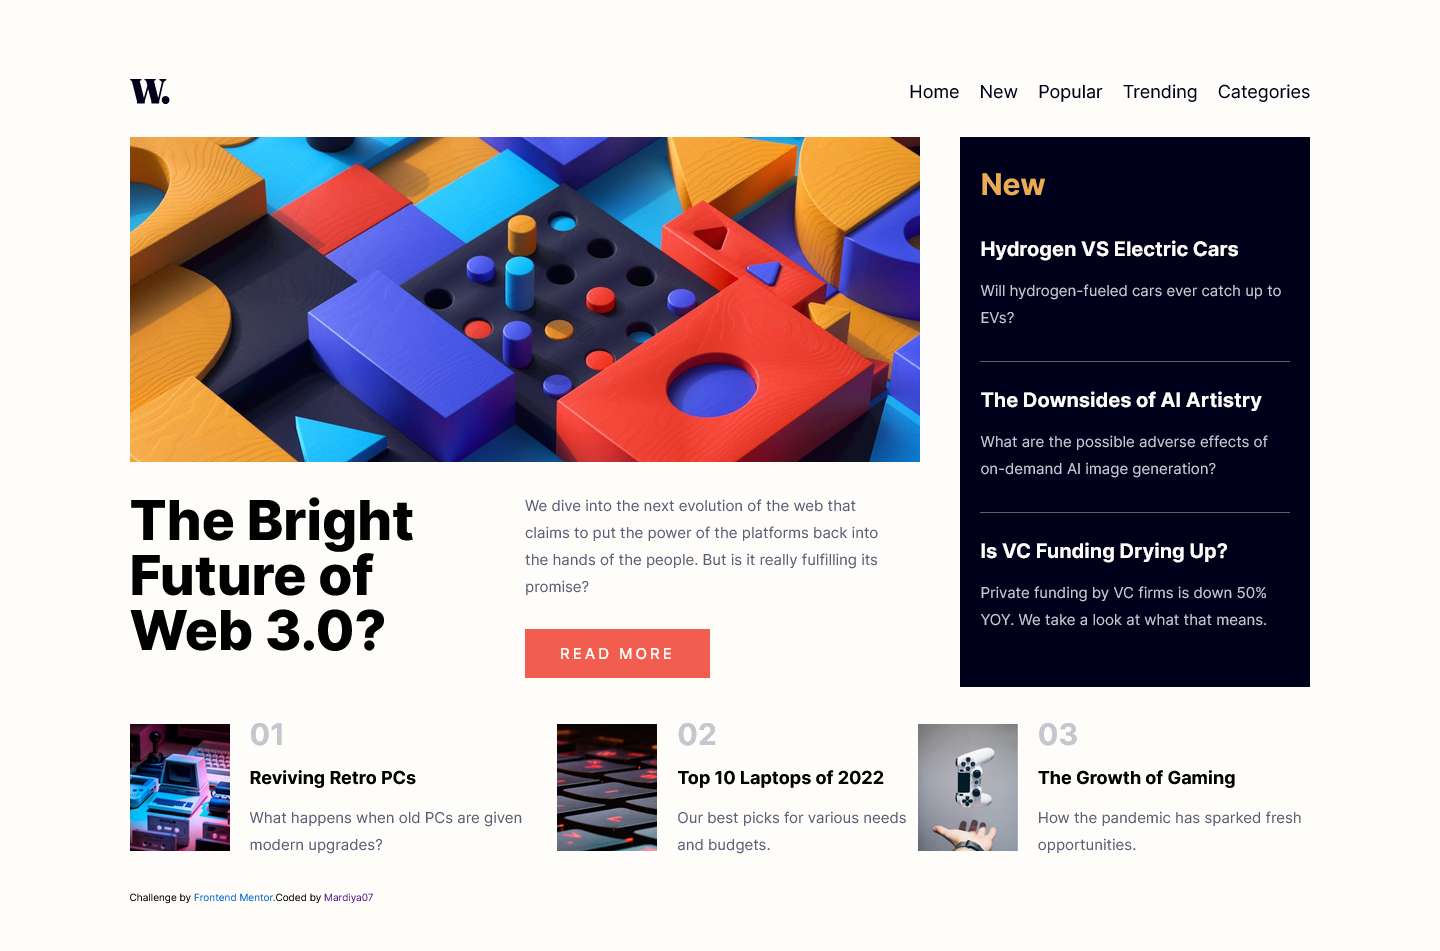 W.
Home New Popular Trending Categories
The Bright
Future of
Web 3.0?
We dive into the next evolution of the web that
claims to put the power of the platforms back into
the hands of the people. But is it really fulfilling its
promise?
READ MORE
New
Hydrogen VS Electric Cars
Will hydrogen-fueled cars ever catch up to
EVs?
The Downsides of AI Artistry
What are the possible adverse effects of
on-demand AI image generation?
Is VC Funding Drying Up?
Private funding by VC firms is down 50%
YOY. We take a look at what that means.
01
Reviving Retro PCs
What happens when old PCs are given
modern upgrades?
02
Top 10 Laptops of 2022
Our best picks for various needs
and budgets.
03
The Growth of Gaming
How the pandemic has sparked fresh
opportunities.
Challenge by Frontend Mentor.Coded by Mardiya07